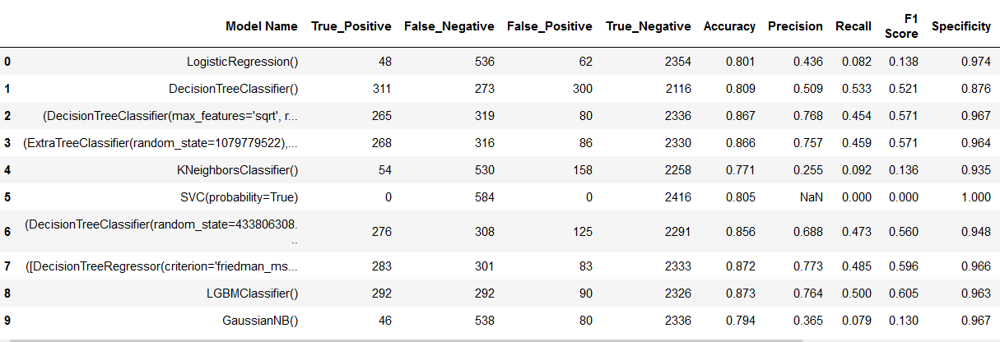 Model Name True_Positive False_Negative False_Positive True_Negative Accuracy Precision Recall F1 Score Specificity
0 LogisticRegression() 48 536 62 2354 0.801 0.436 0.082 0.138 0.974
1 DecisionTreeClassifier() 311 273 300 2116 0.809 0.509 0.533 0.521 0.876
2 (DecisionTreeClassifier(max_features='sqrt', r... 265 319 80 2336 0.867 0.768 0.454 0.571 0.967
3 (ExtraTreeClassifier(random_state=1079779522),... 268 316 86 2330 0.866 0.757 0.459 0.571 0.964
4 KNeighborsClassifier() 54 530 158 2258 0.771 0.255 0.092 0.136 0.935
5 SVC(probability=True) 0 584 0 2416 0.805 NaN 0.000 0.000 1.000
6 (DecisionTreeClassifier(random_state=433806308... 276 308 125 2291 0.856 0.688 0.473 0.560 0.948
7 ([DecisionTreeRegressor(criterion='friedman_ms... 283 301 83 2333 0.872 0.773 0.485 0.596 0.966
8 LGBMClassifier() 292 292 90 2326 0.873 0.764 0.500 0.605 0.963
9 GaussianNB() 46 538 80 2336 0.794 0.365 0.079 0.130 0.967